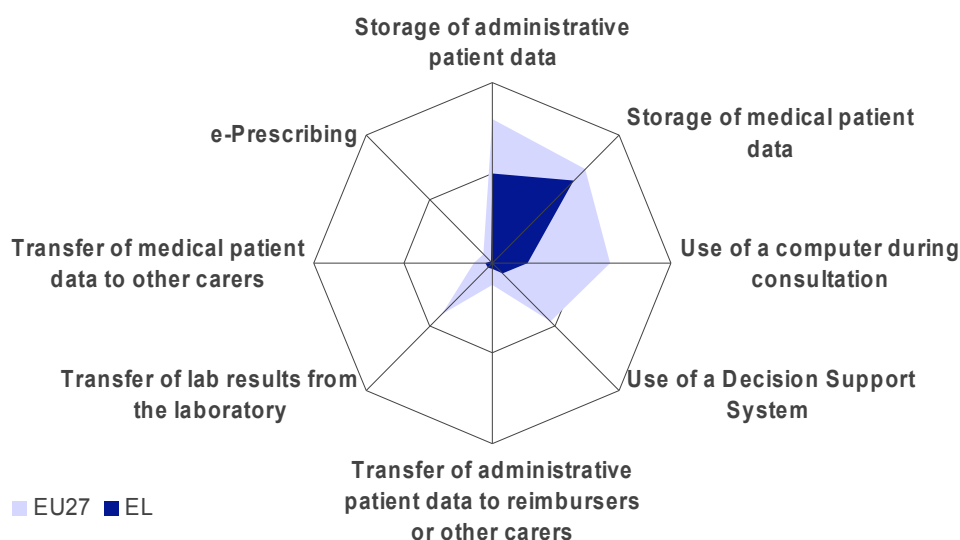 Storage of administrative
patient data
Storage of medical patient
data
Use of a computer during
consultation
Use of a Decision Support
System
Transfer of administrative
patient data to reimbursers
or other carers
Transfer of lab results from
the laboratory
Transfer of medical patient
data to other carers
e-Prescribing
EU27 EL